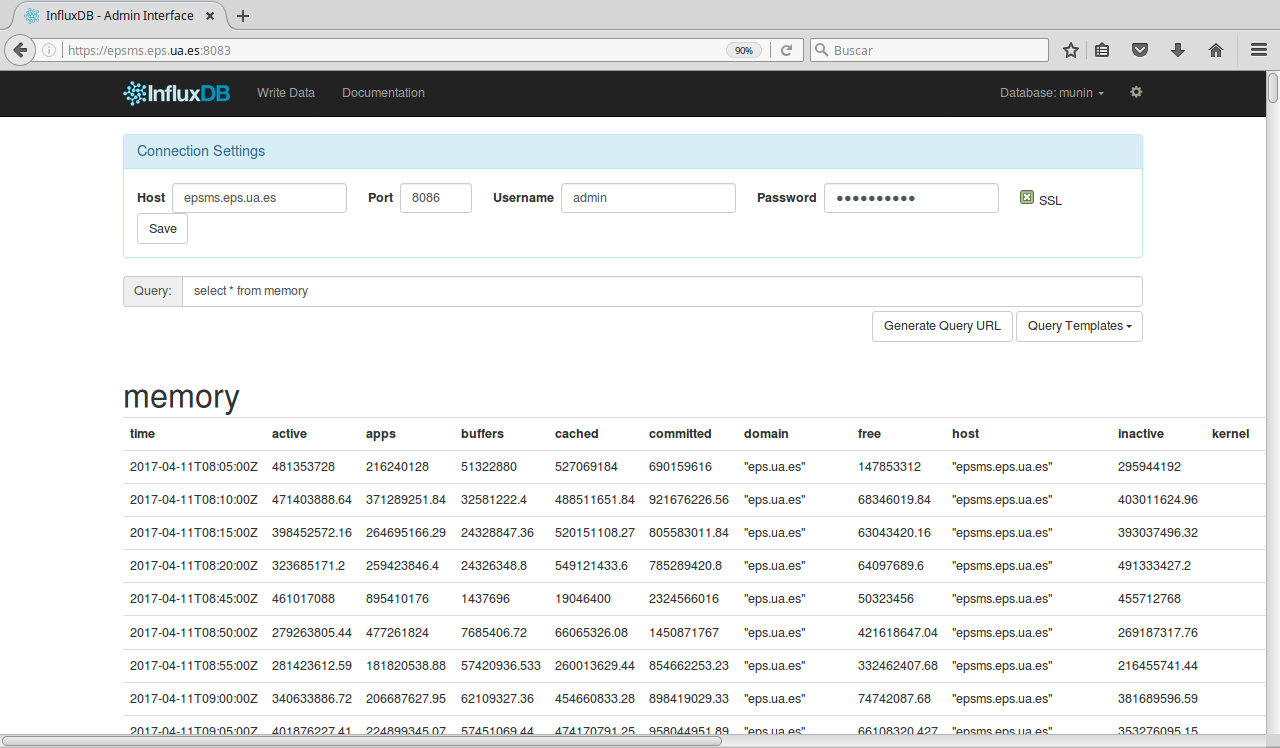 InfluxDB - Admin Interface
https://epsms.eps.ua.es:8083 90% Buscar
InfluxDB Write Data Documentation Database: munin
Connection Settings
Host epsms.eps.ua.es Port 8086 Username admin Password ●●●●●●●●●● SSL
Save
Query: select * from memory
Generate Query URL Query Templates
memory
time active apps buffers cached committed domain free host inactive kernel
2017-04-11T08:05:00Z 481353728 216240128 51322880 527069184 690159616 "eps.ua.es" 147853312 "epsms.eps.ua.es" 295944192
2017-04-11T08:10:00Z 471403888.64 371289251.84 32581222.4 488511651.84 921676226.56 "eps.ua.es" 68346019.84 "epsms.eps.ua.es" 403011624.96
2017-04-11T08:15:00Z 398452572.16 264695166.29 24328847.36 520151108.27 805583011.84 "eps.ua.es" 63043420.16 "epsms.eps.ua.es" 393037496.32
2017-04-11T08:20:00Z 323685171.2 259423846.4 24326348.8 549121433.6 785289420.8 "eps.ua.es" 64097689.6 "epsms.eps.ua.es" 491333427.2
2017-04-11T08:45:00Z 461017088 895410176 1437696 19046400 2324566016 "eps.ua.es" 50323456 "epsms.eps.ua.es" 455712768
2017-04-11T08:50:00Z 279263805.44 477261824 7685406.72 66065326.08 1450871767 "eps.ua.es" 421618647.04 "epsms.eps.ua.es" 269187317.76
2017-04-11T08:55:00Z 281423612.59 181820538.88 57420936.533 260013629.44 854662253.23 "eps.ua.es" 332462407.68 "epsms.eps.ua.es" 216455741.44
2017-04-11T09:00:00Z 340633886.72 206687627.95 62109327.36 454660833.28 898419029.33 "eps.ua.es" 74742087.68 "epsms.eps.ua.es" 381689596.59
2017-04-11T09:05:00Z 401876227.41 224899345.07 57451069.44 474170791.25 958044951.89 "eps.ua.es" 66108320.427 "epsms.eps.ua.es" 353276095.15